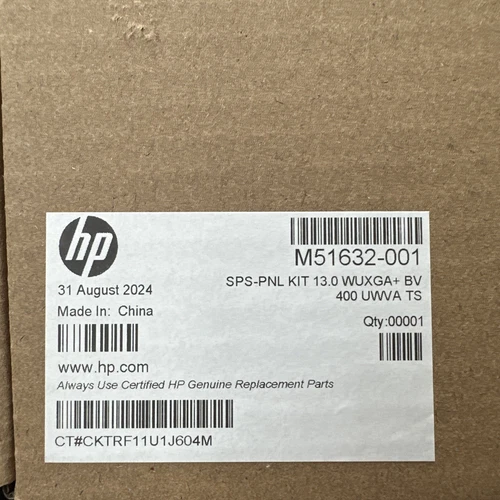 hp
M51632-001
SPS-PNL KIT 13.0 WUXGA+ BV
400 UWVA TS
31 August 2024
Made In: China
Qty:00001
www.hp.com
Always Use Certified HP Genuine Replacement Parts
CT#CKTRF11U1J604M